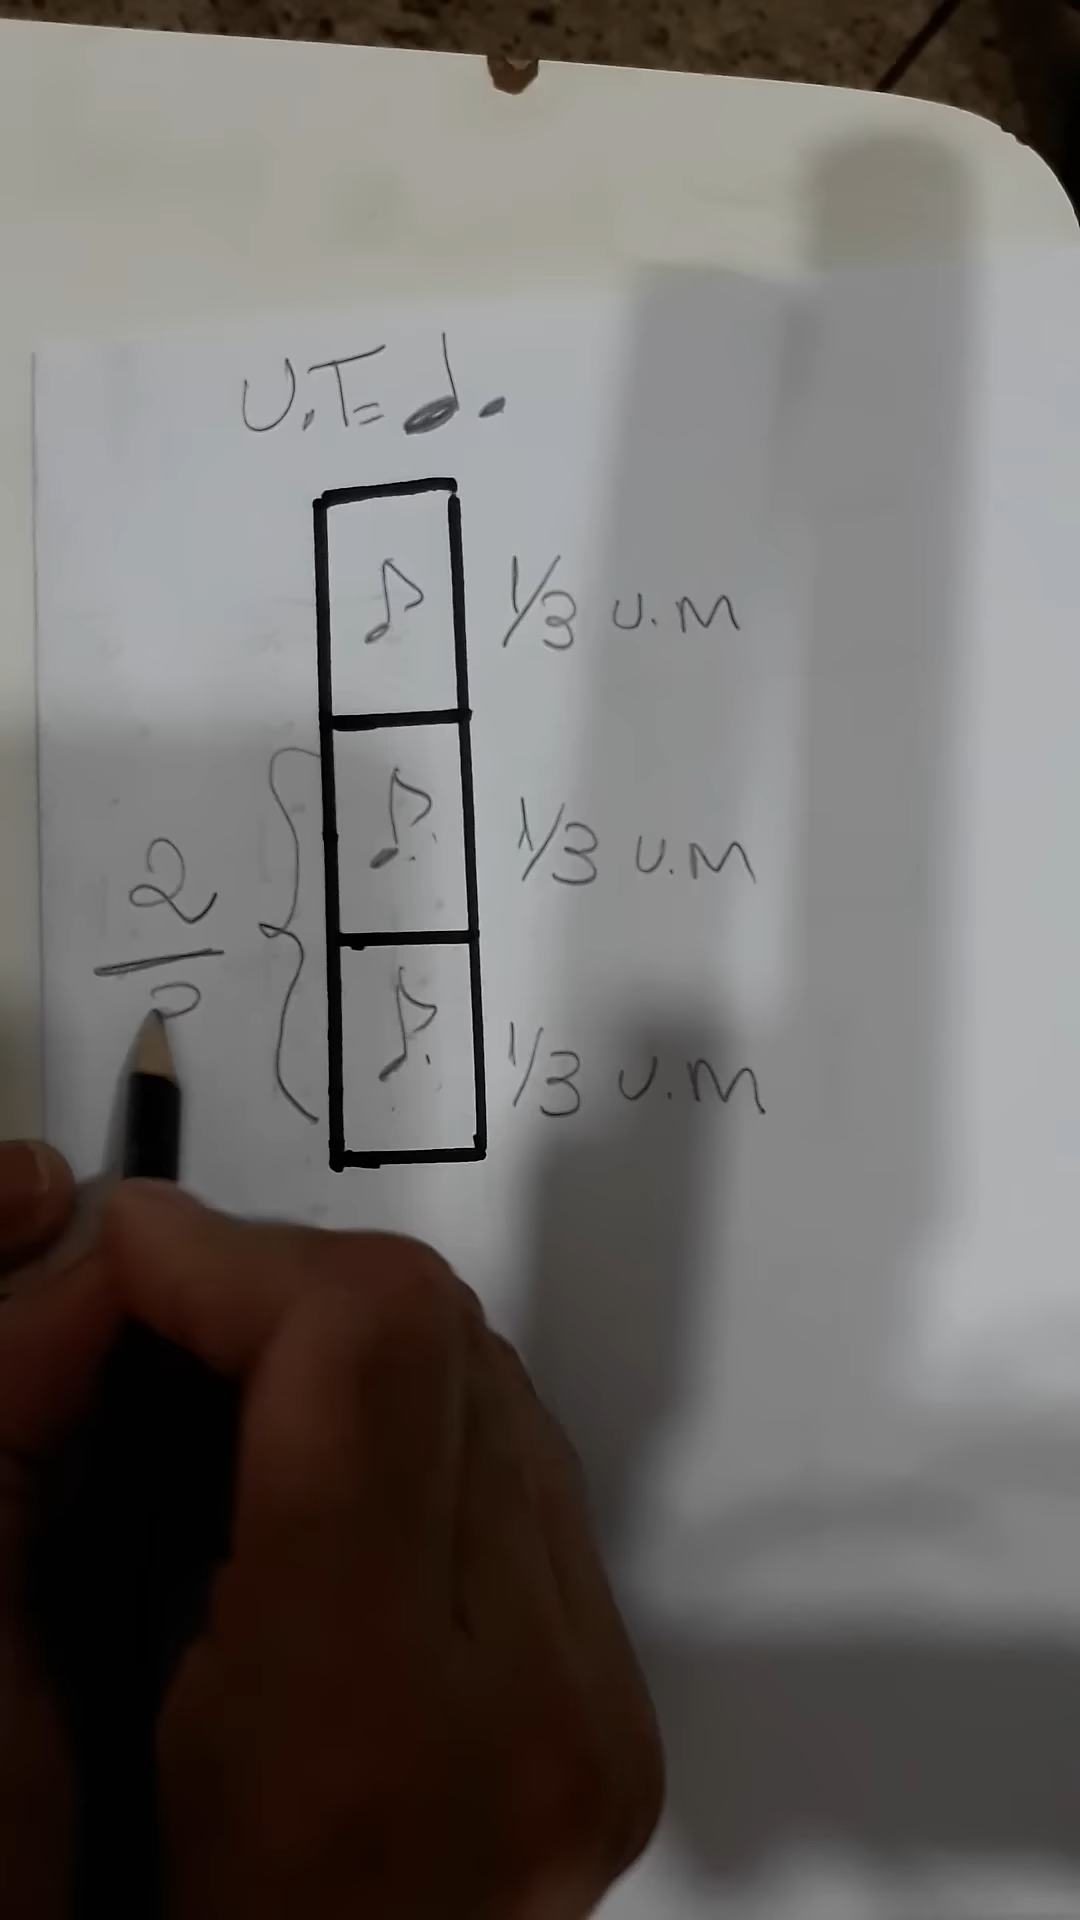 U.T= ♩.
♪ 1/3 U.M
♪. 1/3 U.M
2
♪. 1/3 U.M